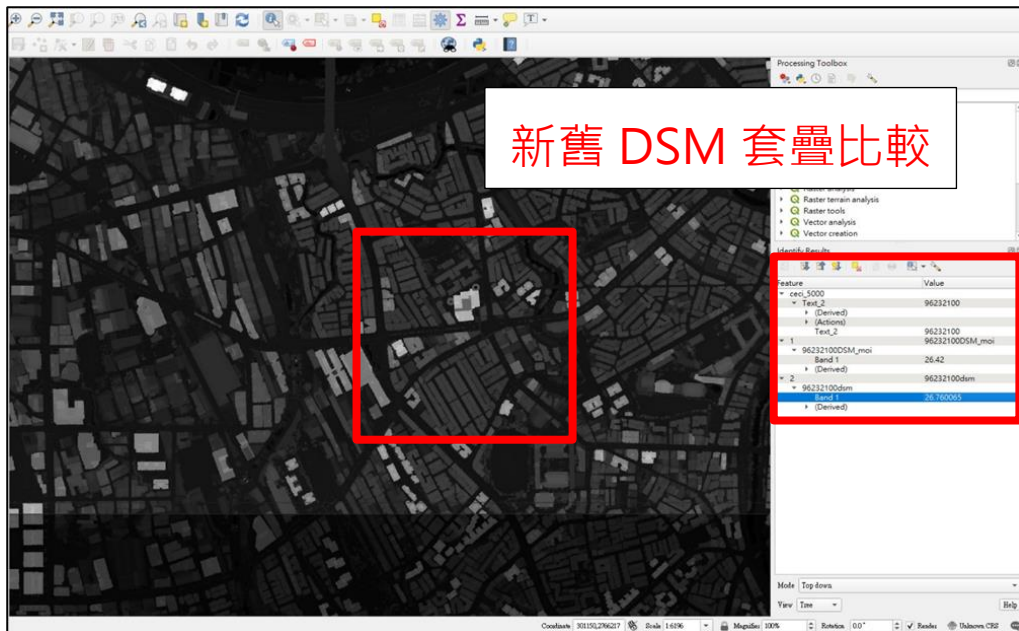 Processing Toolbox
新舊 DSM 套疊比較
Raster terrain analysis
Raster tools
Vector analysis
Vector creation
Identify Results
Feature Value
ceci_5000
Text_2 96232100
(Derived)
(Actions)
Text_2 96232100
1 96232100DSM_moi
96232100DSM_moi
Band 1 26.42
(Derived)
2 96232100dsm
96232100dsm
Band 1 26.760065
(Derived)
Mode Top down
View Tree Help
Coordinate 301150,2766217 Scale 1:6196 Magnifier 100% Rotation 0.0° Render Unknown CRS